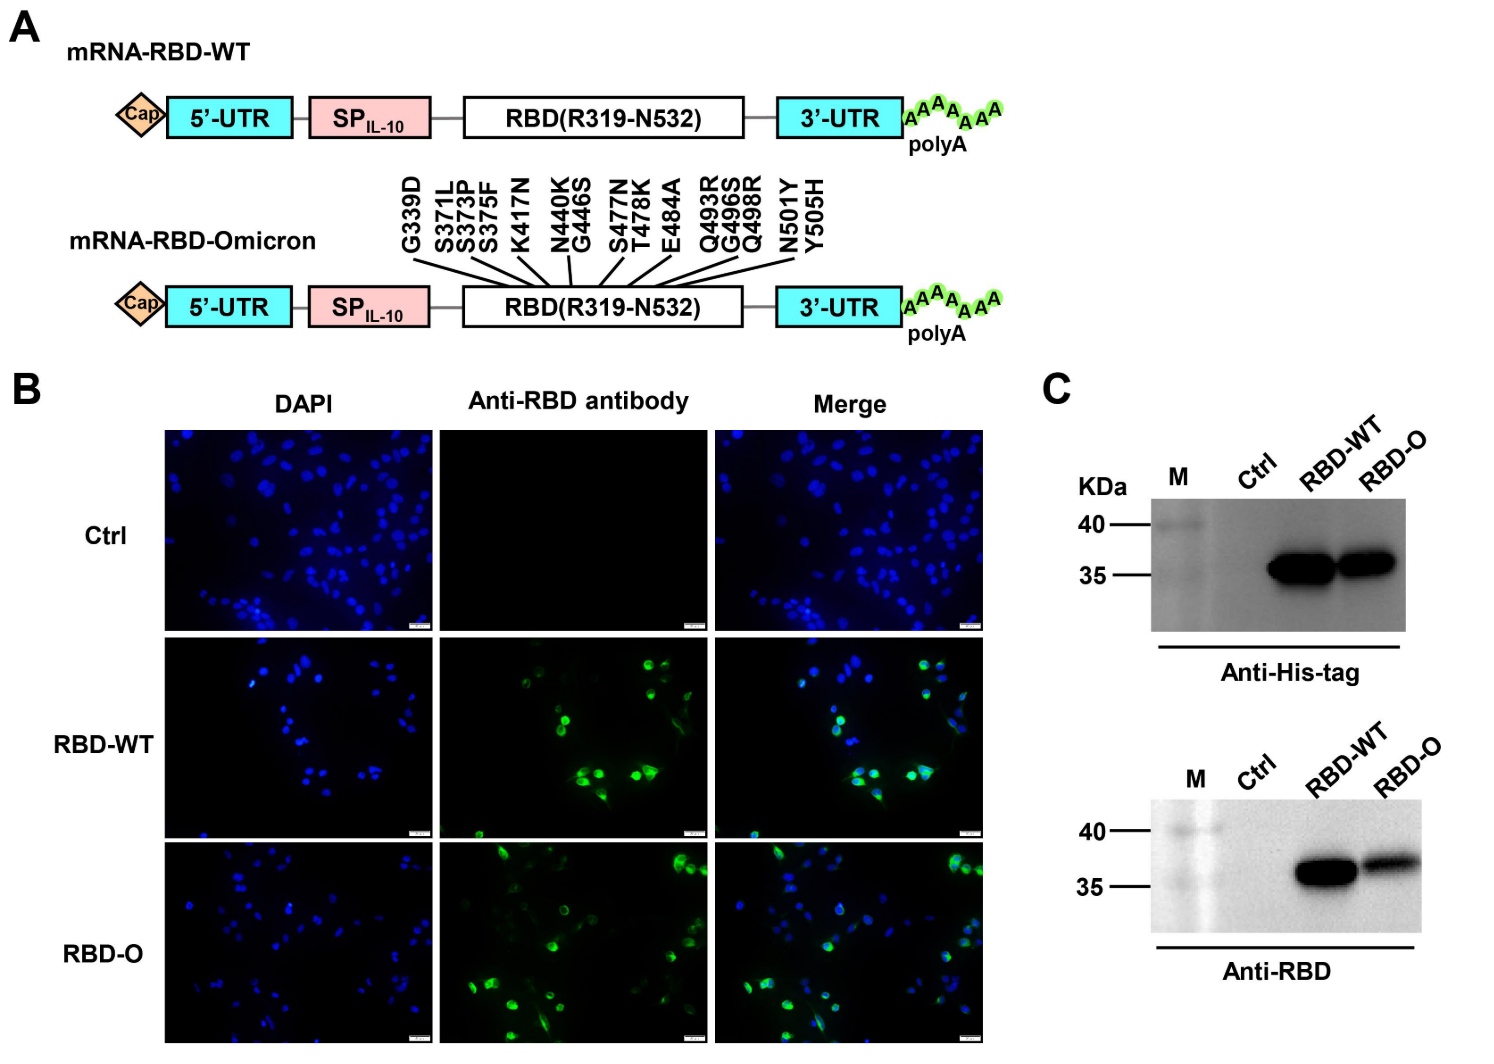 A
mRNA-RBD-WT
Cap 5’-UTR SPIL-10 RBD(R319-N532) 3’-UTR AAAAAAA
polyA
G339D S371L S373P S375F K417N N440K G446S S477N T478K E484A Q493R G496S Q498R N501Y Y505H
mRNA-RBD-Omicron
Cap 5’-UTR SPIL-10 RBD(R319-N532) 3’-UTR AAAAAAA
polyA
B
DAPI Anti-RBD antibody Merge
Ctrl
RBD-WT
RBD-O
C
KDa M Ctrl RBD-WT RBD-O
40
35
Anti-His-tag
M Ctrl RBD-WT RBD-O
40
35
Anti-RBD